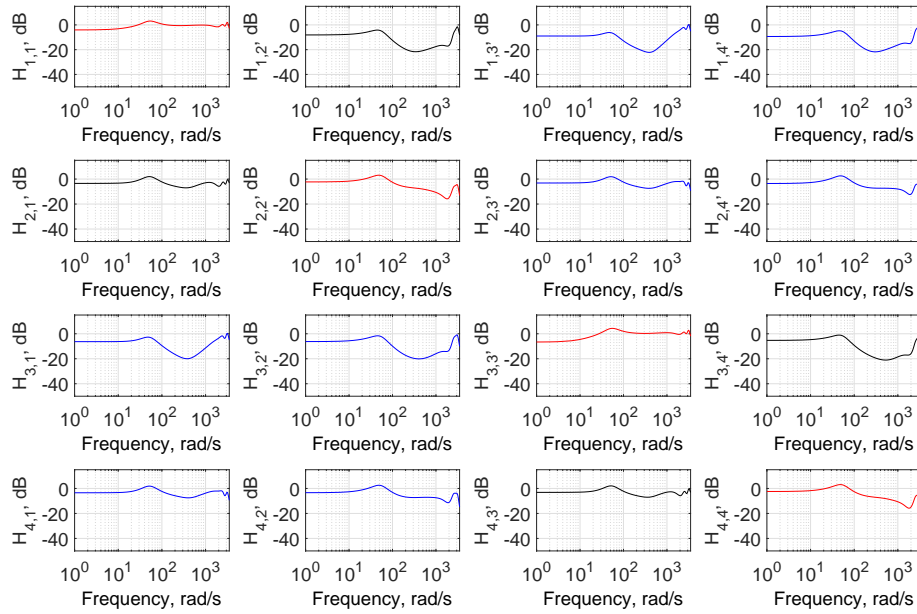 H1,1, dB
0
-20
-40
10^0 10^1 10^2 10^3
Frequency, rad/s
H1,2, dB
0
-20
-40
10^0 10^1 10^2 10^3
Frequency, rad/s
H1,3, dB
0
-20
-40
10^0 10^1 10^2 10^3
Frequency, rad/s
H1,4, dB
0
-20
-40
10^0 10^1 10^2 10^3
Frequency, rad/s
H2,1, dB
0
-20
-40
10^0 10^1 10^2 10^3
Frequency, rad/s
H2,2, dB
0
-20
-40
10^0 10^1 10^2 10^3
Frequency, rad/s
H2,3, dB
0
-20
-40
10^0 10^1 10^2 10^3
Frequency, rad/s
H2,4, dB
0
-20
-40
10^0 10^1 10^2 10^3
Frequency, rad/s
H3,1, dB
0
-20
-40
10^0 10^1 10^2 10^3
Frequency, rad/s
H3,2, dB
0
-20
-40
10^0 10^1 10^2 10^3
Frequency, rad/s
H3,3, dB
0
-20
-40
10^0 10^1 10^2 10^3
Frequency, rad/s
H3,4, dB
0
-20
-40
10^0 10^1 10^2 10^3
Frequency, rad/s
H4,1, dB
0
-20
-40
10^0 10^1 10^2 10^3
Frequency, rad/s
H4,2, dB
0
-20
-40
10^0 10^1 10^2 10^3
Frequency, rad/s
H4,3, dB
0
-20
-40
10^0 10^1 10^2 10^3
Frequency, rad/s
H4,4, dB
0
-20
-40
10^0 10^1 10^2 10^3
Frequency, rad/s